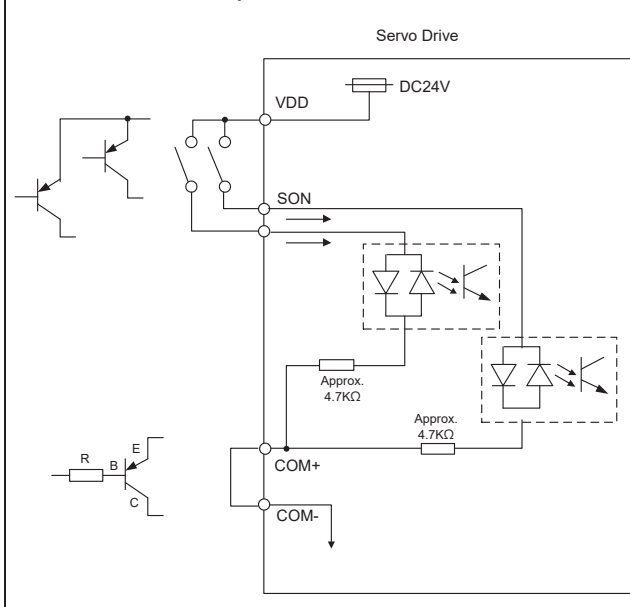 Servo Drive
DC24V
VDD
SON
Approx.
4.7KΩ
Approx.
4.7KΩ
R
B
E
C
COM+
COM-